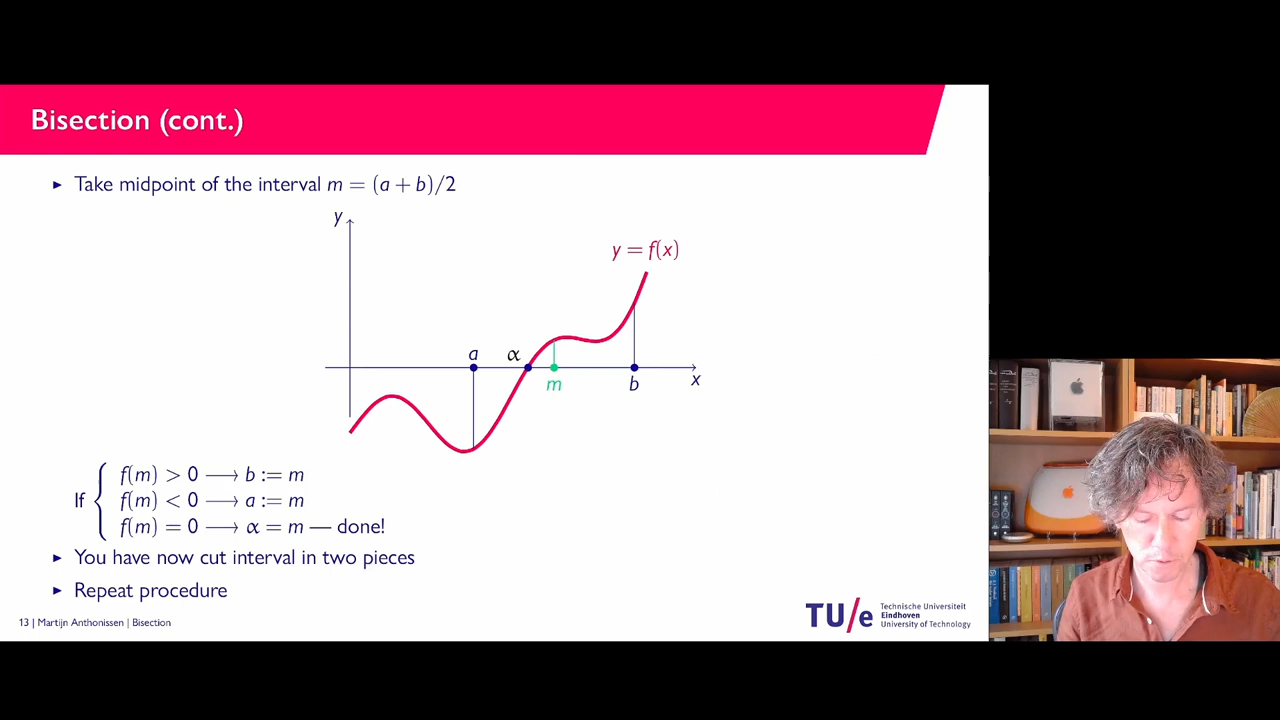 Bisection (cont.)
▸ Take midpoint of the interval m = (a + b)/2
y
y = f(x)
a
α
m
b
x
If { f(m) > 0 ⟶ b := m
f(m) < 0 ⟶ a := m
f(m) = 0 ⟶ α = m — done!
▸ You have now cut interval in two pieces
▸ Repeat procedure
13 | Martijn Anthonissen | Bisection
TU/e
Technische Universiteit
Eindhoven
University of Technology